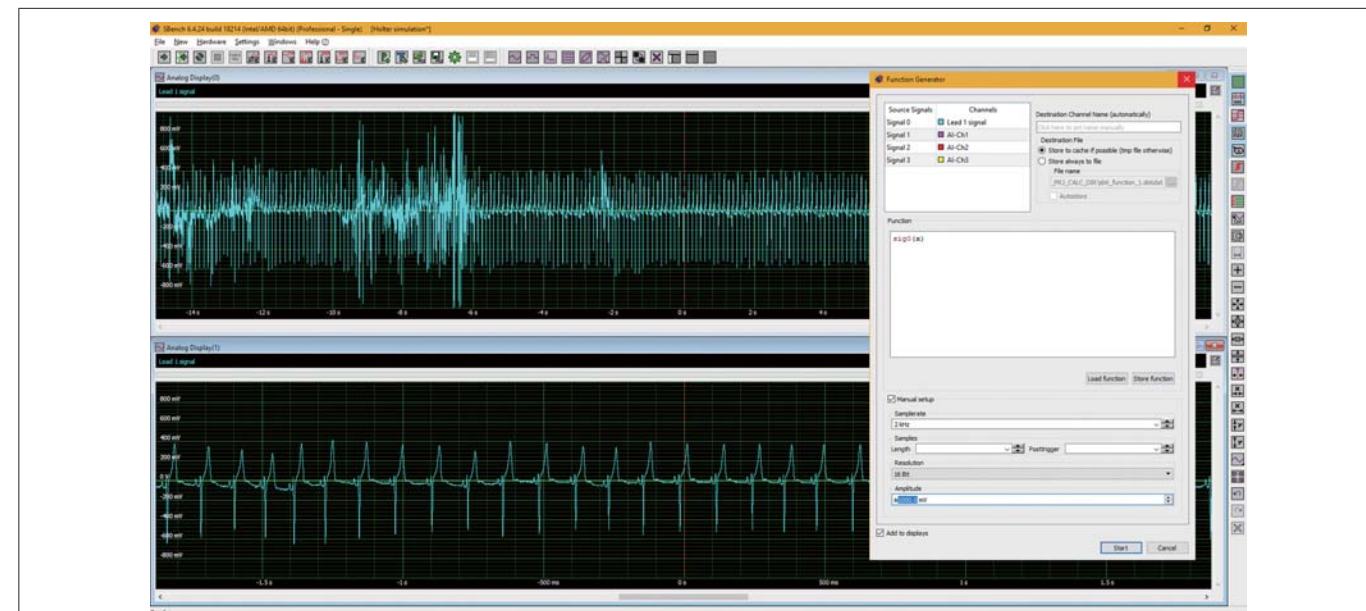 SBench 6.4.24 build 18214 (Intel/AMD 64bit) (Professional - Single) [Holter simulation*]
File New Hardware Settings Windows Help
Analog Display(0)
Lead 1 signal
800 mV
600 mV
400 mV
200 mV
-200 mV
-400 mV
-600 mV
-800 mV
-14 s -12 s -10 s -8 s -6 s -4 s -2 s 0 s 2 s 4 s
Analog Display(1)
Lead 1 signal
800 mV
600 mV
400 mV
200 mV
0 V
-200 mV
-400 mV
-600 mV
-800 mV
-1.5 s -1 s -500 ms 0 s 500 ms 1 s 1.5 s
Function Generator
Source Signals Channels
Signal 0 Lead 1 signal
Signal 1 AI-Ch1
Signal 2 AI-Ch2
Signal 3 AI-Ch3
Destination Channel Name (automatically)
Click here to set name manually
Destination File
Store to cache if possible (tmp file otherwise)
Store always to file
File name
Autostore
Function
sig0(x)
Load function Store function
Manual setup
Samplerate
2 kHz
Samples
Length Posttrigger
Resolution
16 Bit
Amplitude
mV
Add to displays
Start Cancel